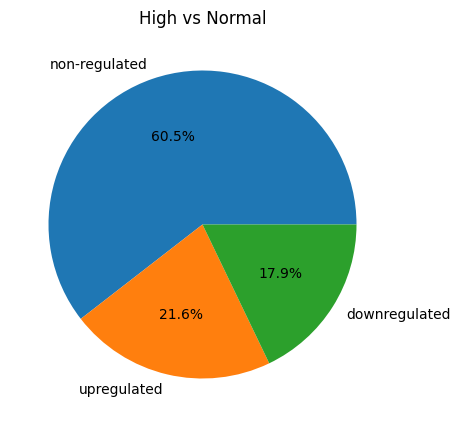 High vs Normal
non-regulated
60.5%
17.9%
21.6%
downregulated
upregulated